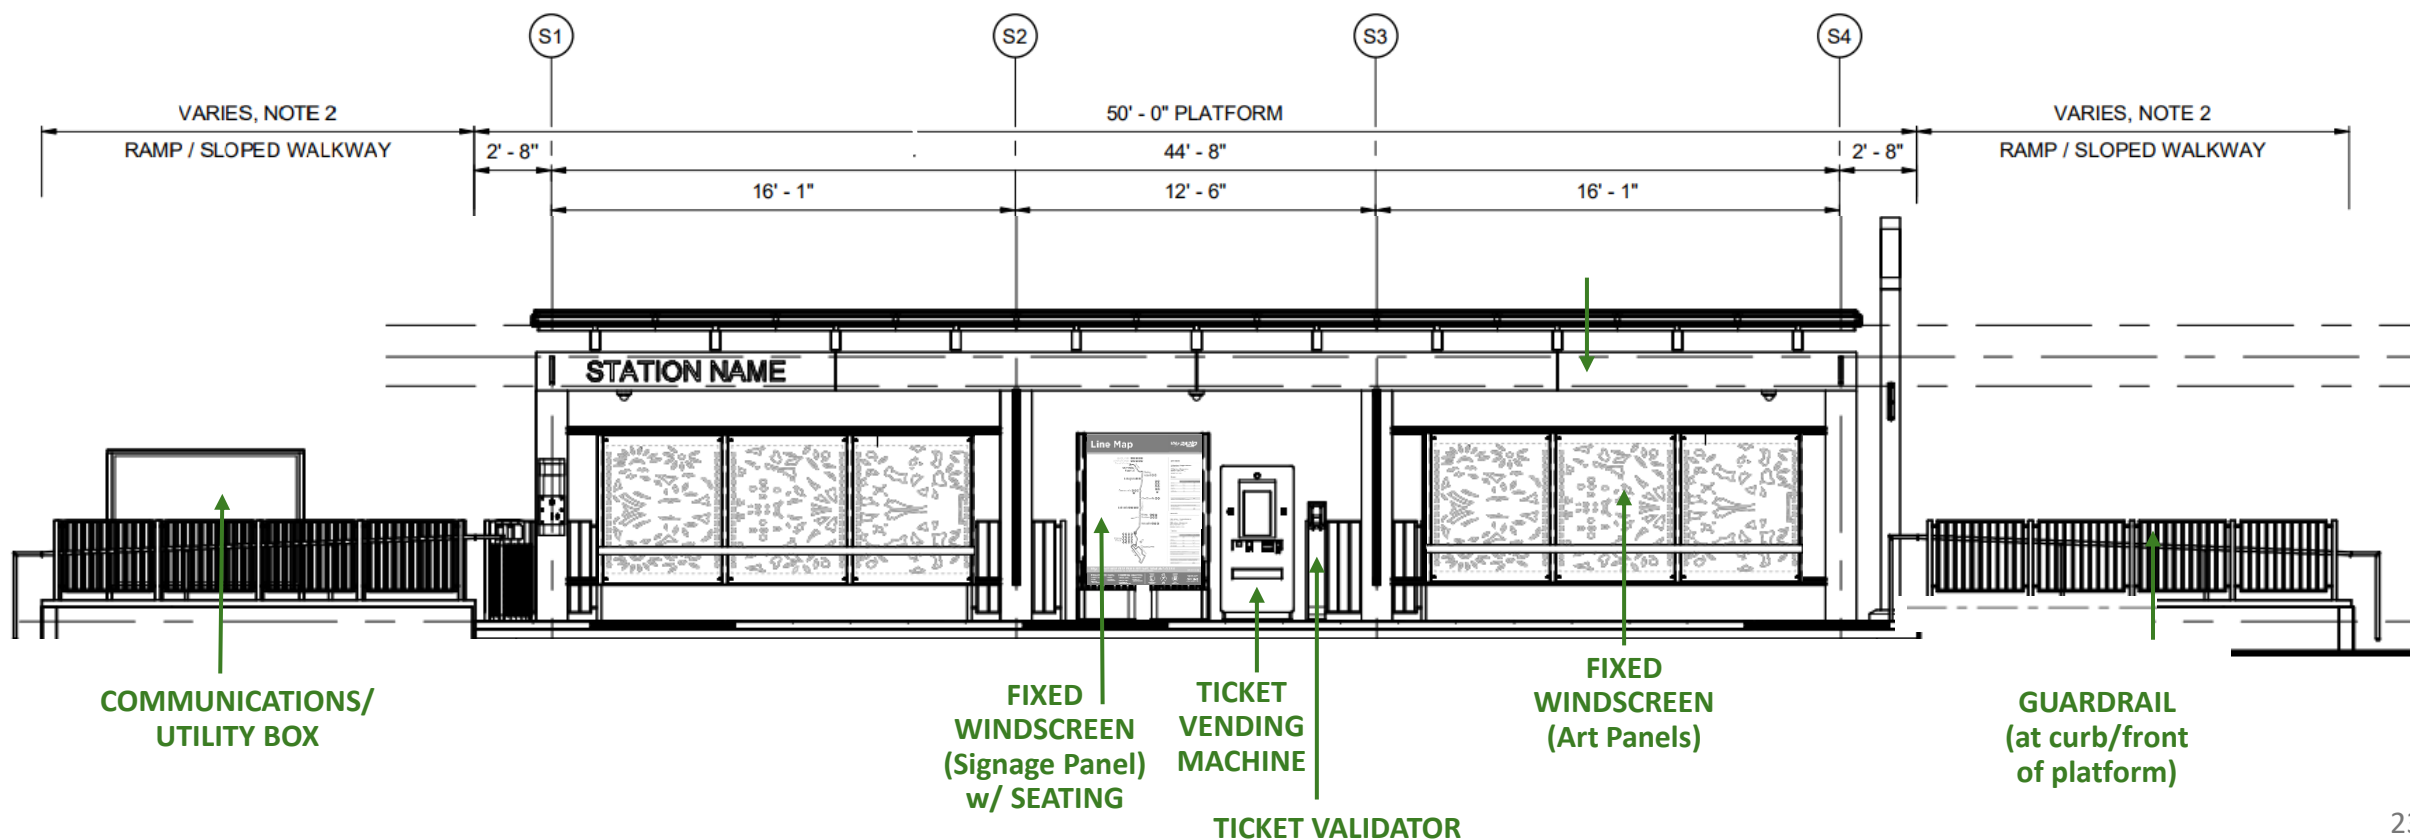 S1
S2
S3
S4
VARIES, NOTE 2
50' - 0" PLATFORM
VARIES, NOTE 2
RAMP / SLOPED WALKWAY
2' - 8"
44' - 8"
2' - 8"
RAMP / SLOPED WALKWAY
16' - 1"
12' - 6"
16' - 1"
STATION NAME
Line Map
COMMUNICATIONS/
UTILITY BOX
FIXED
WINDSCREEN
(Signage Panel)
w/ SEATING
TICKET
VENDING
MACHINE
TICKET VALIDATOR
FIXED
WINDSCREEN
(Art Panels)
GUARDRAIL
(at curb/front
of platform)